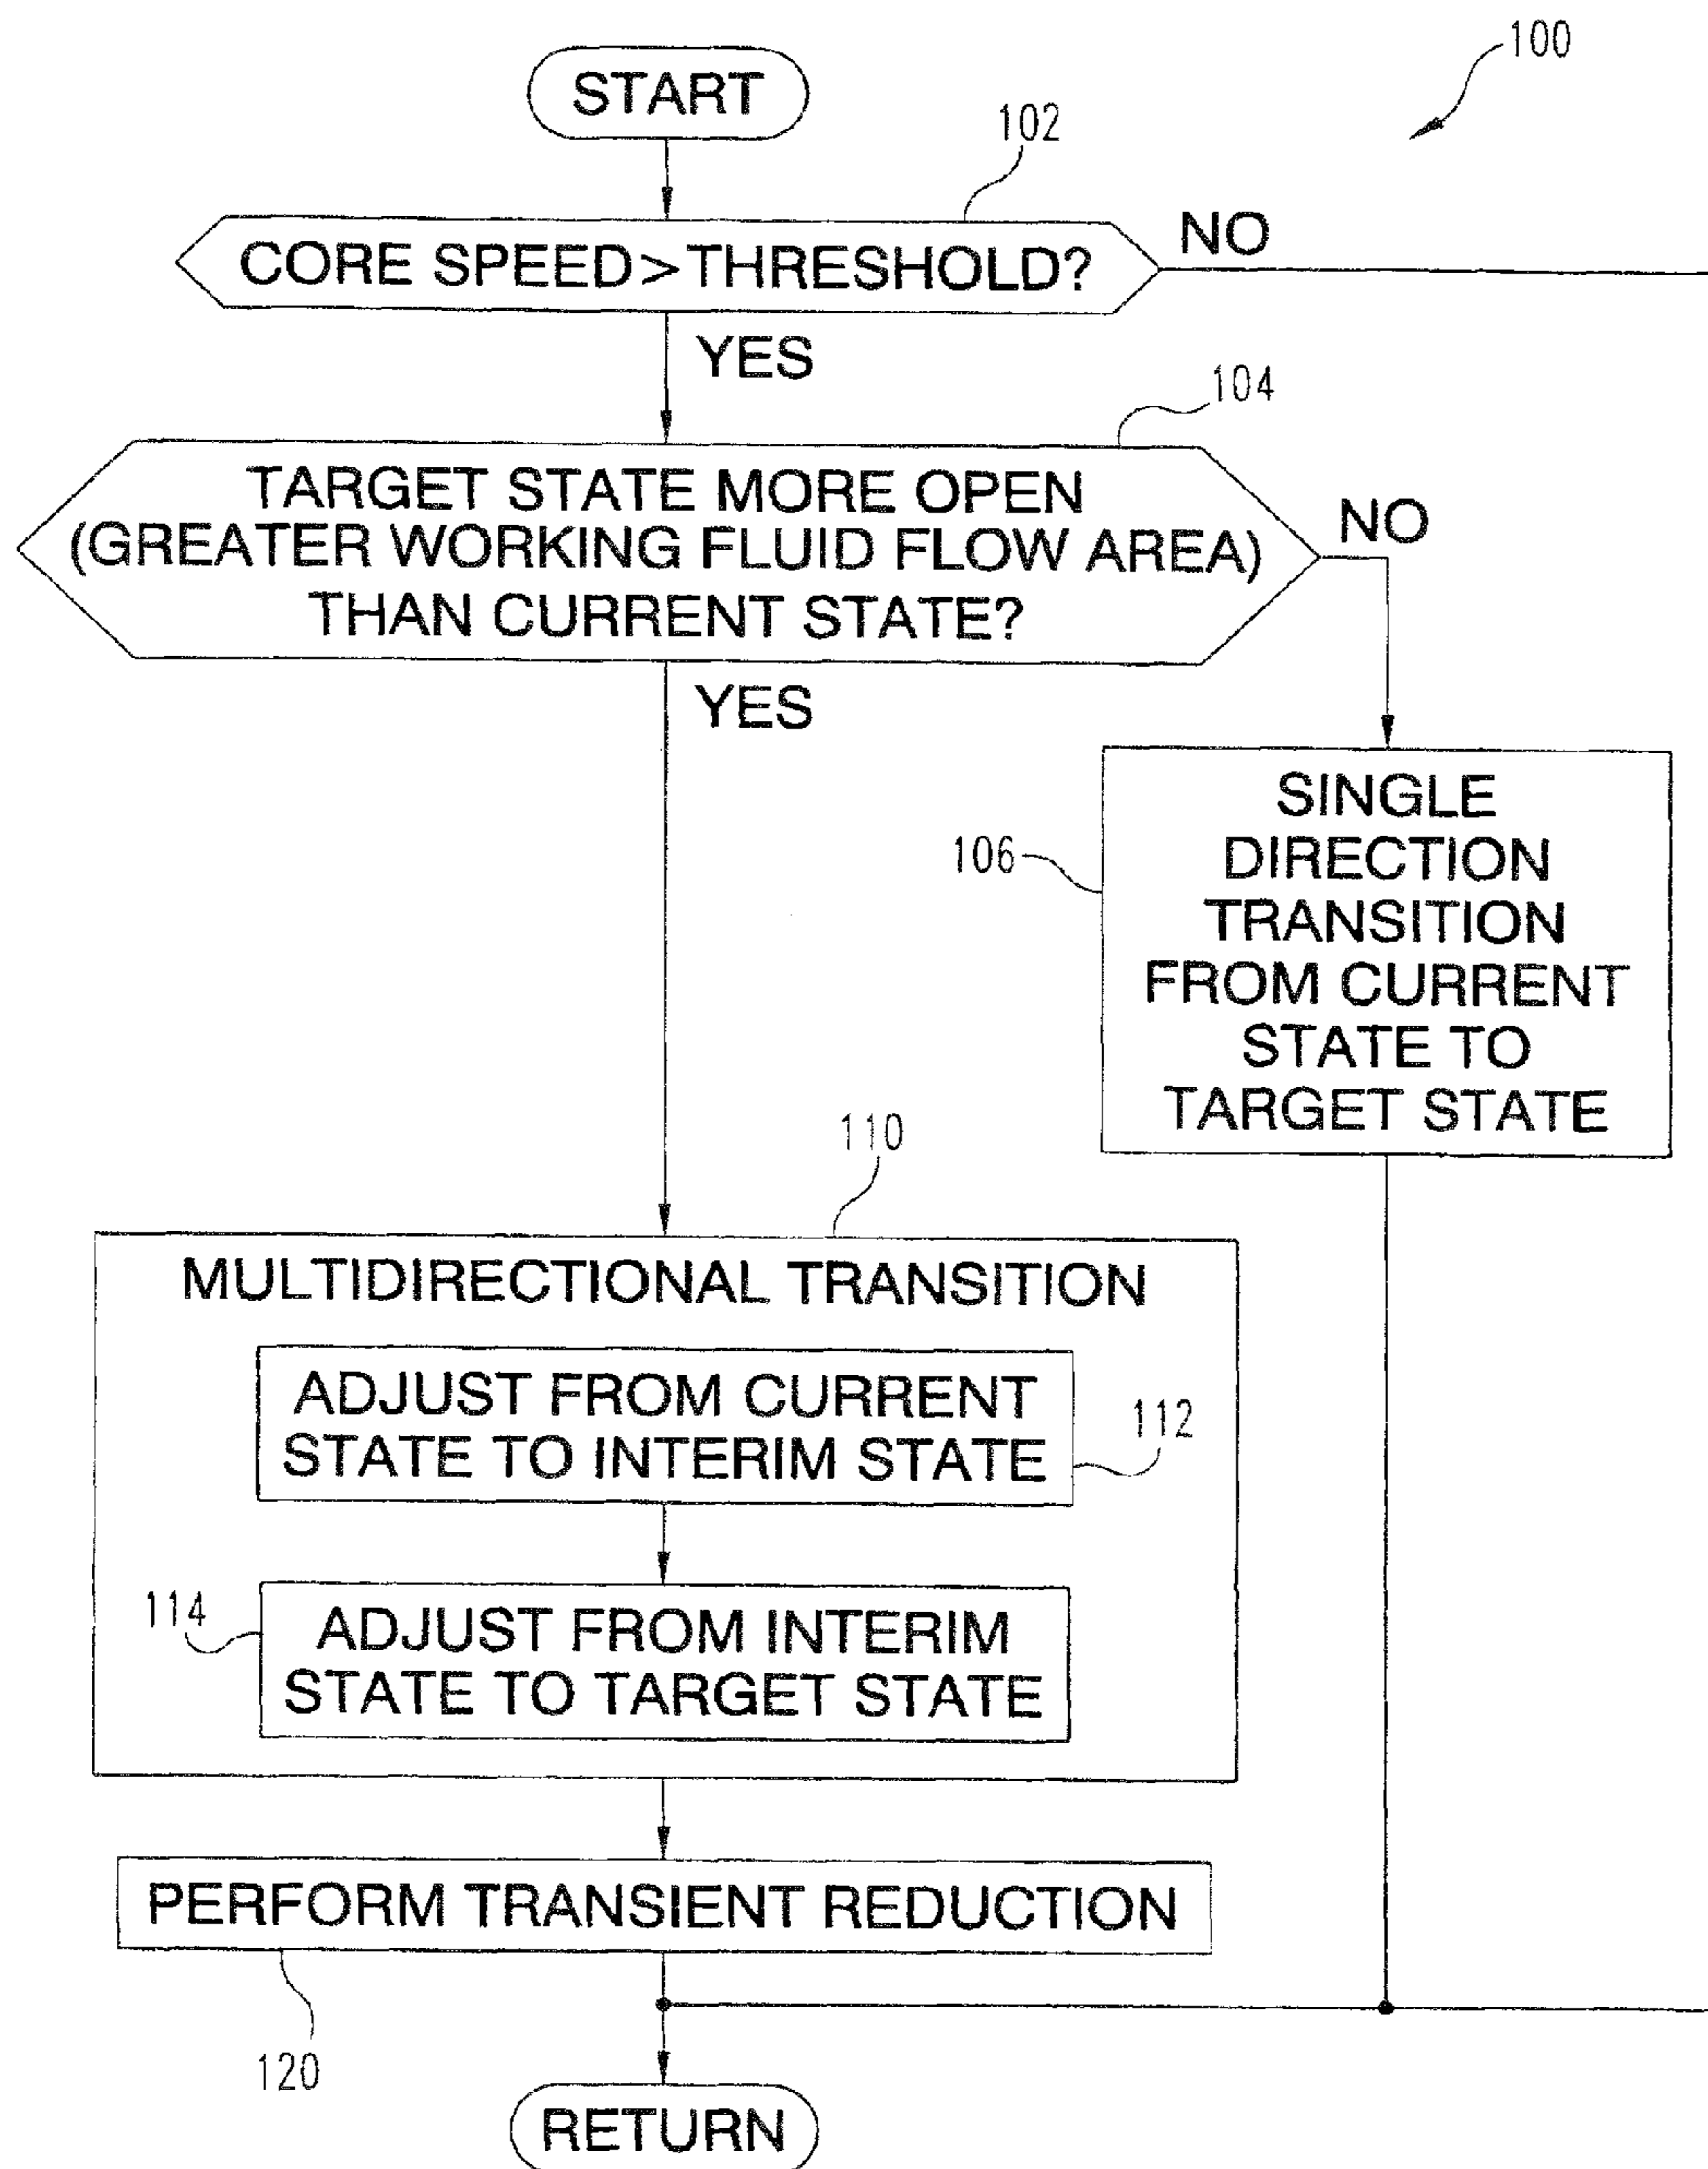 100
START
102
CORE SPEED>THRESHOLD?
NO
YES
104
TARGET STATE MORE OPEN
(GREATER WORKING FLUID FLOW AREA)
THAN CURRENT STATE?
NO
YES
106
SINGLE
DIRECTION
TRANSITION
FROM CURRENT
STATE TO
TARGET STATE
110
MULTIDIRECTIONAL TRANSITION
ADJUST FROM CURRENT
STATE TO INTERIM STATE
112
114
ADJUST FROM INTERIM
STATE TO TARGET STATE
PERFORM TRANSIENT REDUCTION
120
RETURN